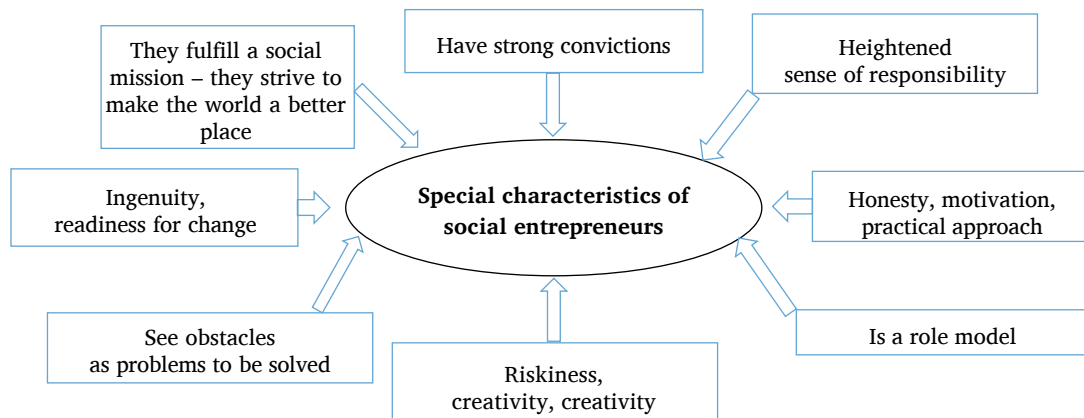 They fulfill a social
mission – they strive to
make the world a better
place
Have strong convictions
Heightened
sense of responsibility
Ingenuity,
readiness for change
Special characteristics of
social entrepreneurs
Honesty, motivation,
practical approach
See obstacles
as problems to be solved
Riskiness,
creativity, creativity
Is a role model